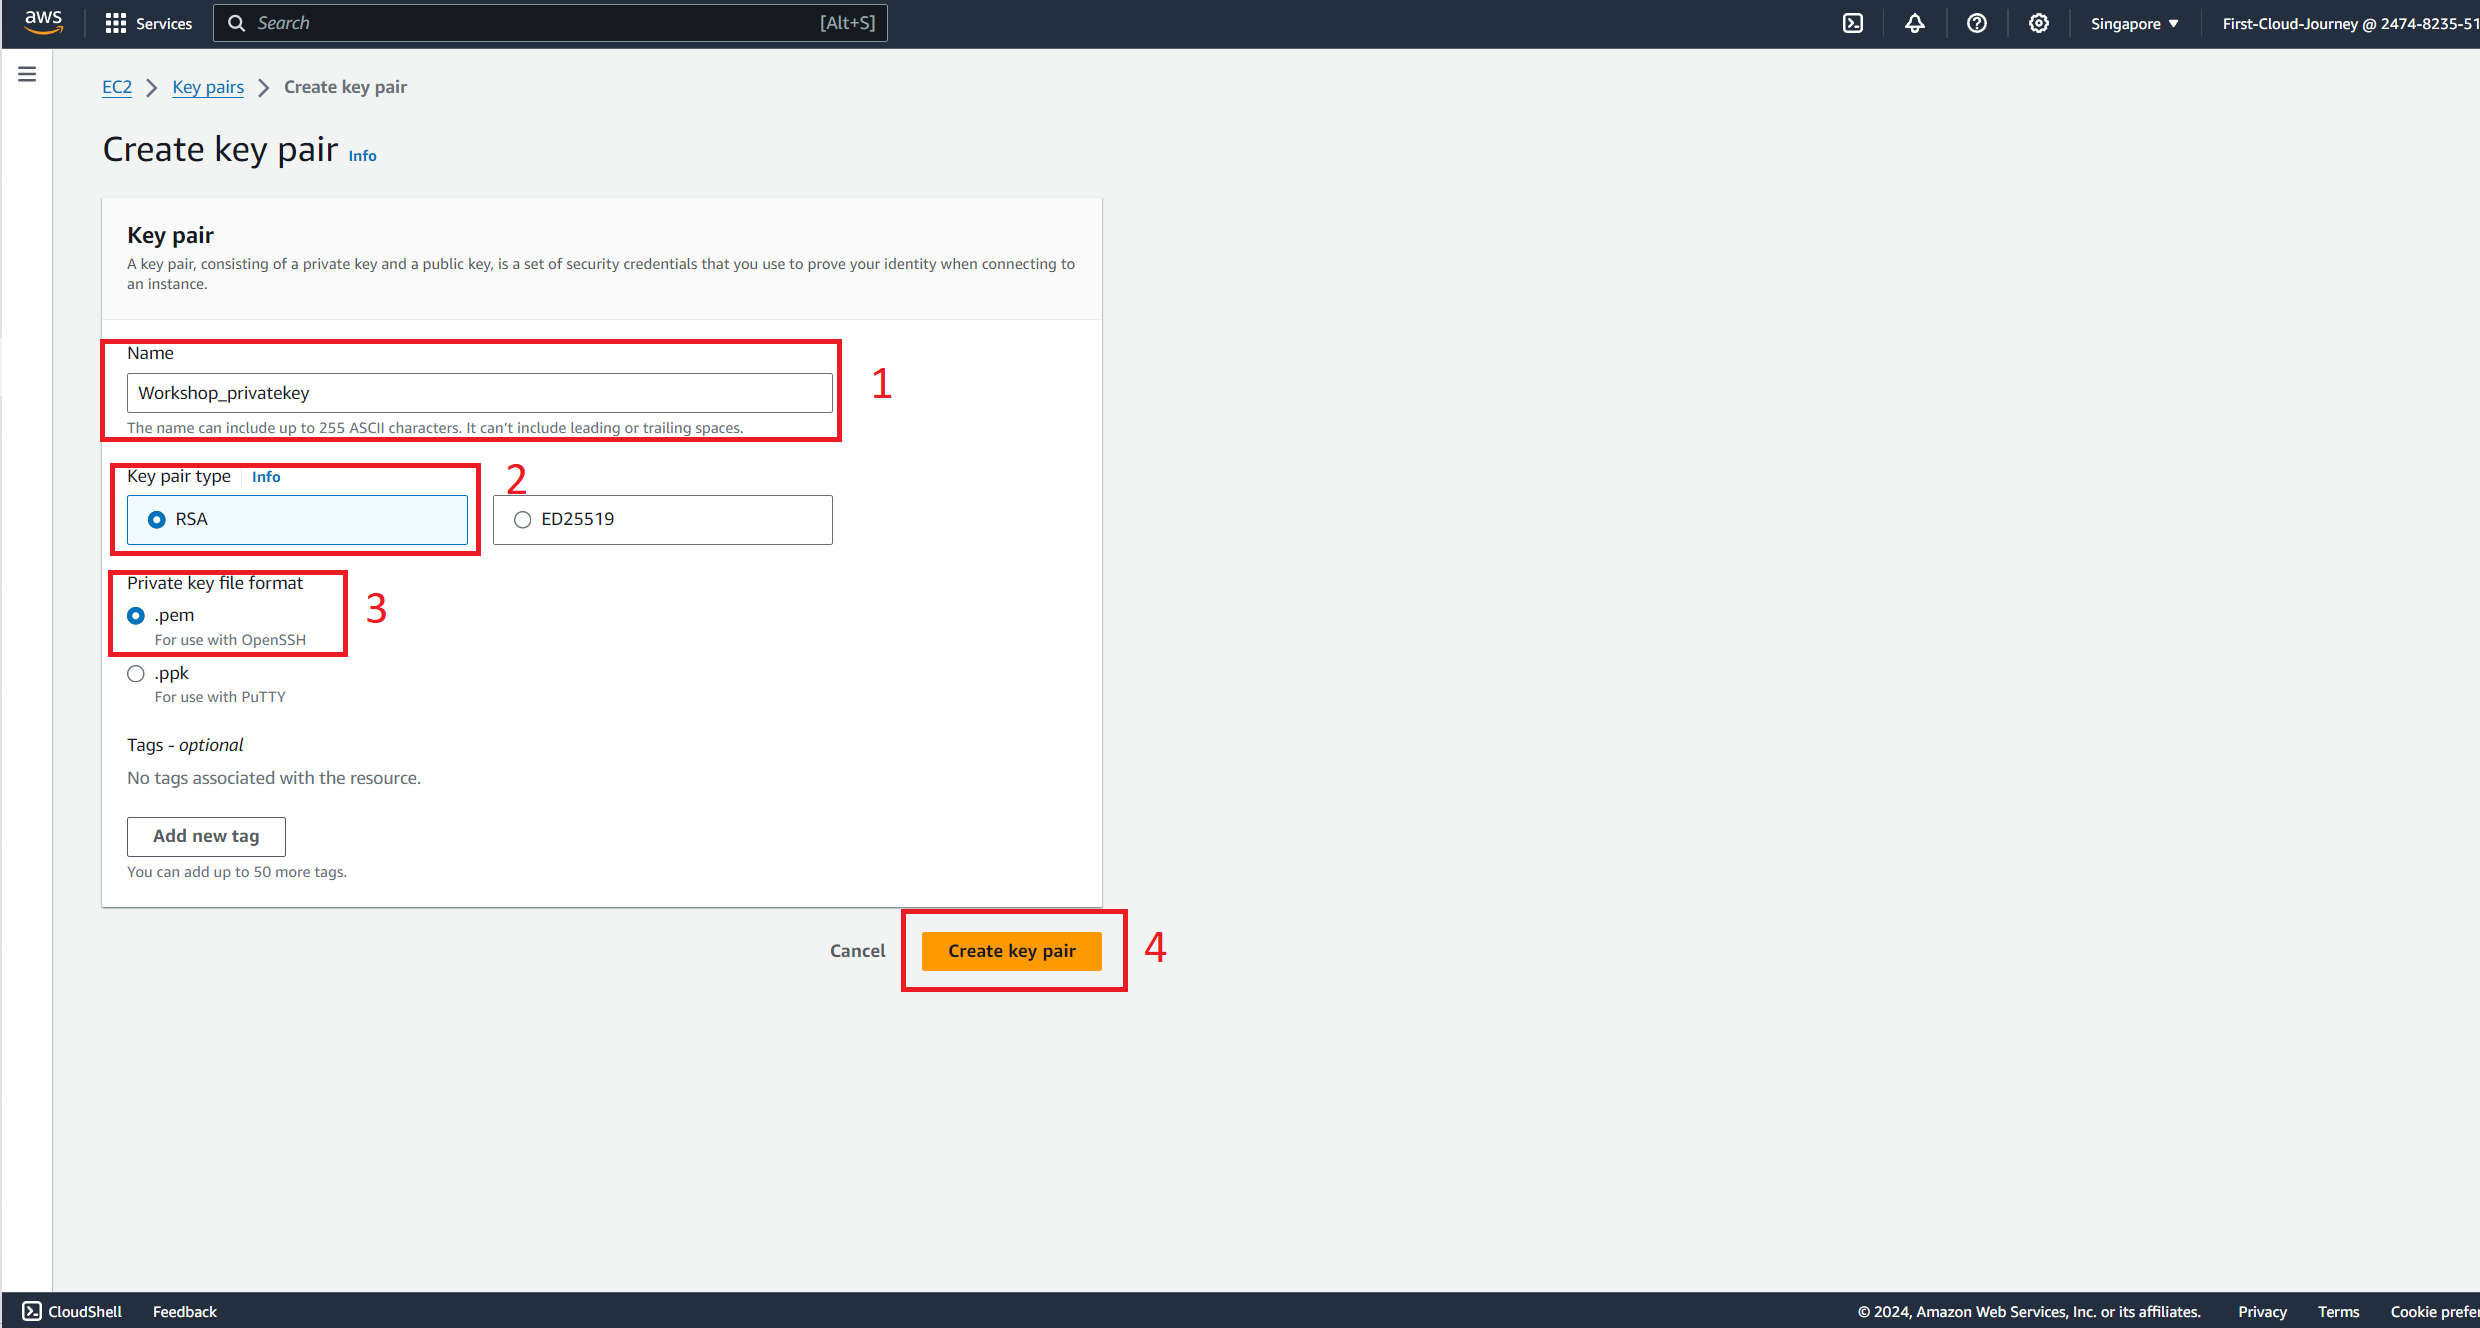 aws Services Search [Alt+S] Singapore First-Cloud-Journey @ 2474-8235-51
EC2 Key pairs Create key pair
Create key pair Info
Key pair
A key pair, consisting of a private key and a public key, is a set of security credentials that you use to prove your identity when connecting to
an instance.
Name
Workshop_privatekey
1
The name can include up to 255 ASCII characters. It can't include leading or trailing spaces.
Key pair type Info
2
RSA ED25519
Private key file format
3
.pem
For use with OpenSSH
.ppk
For use with PuTTY
Tags - optional
No tags associated with the resource.
Add new tag
You can add up to 50 more tags.
Cancel Create key pair 4
CloudShell Feedback © 2024, Amazon Web Services, Inc. or its affiliates. Privacy Terms Cookie prefer